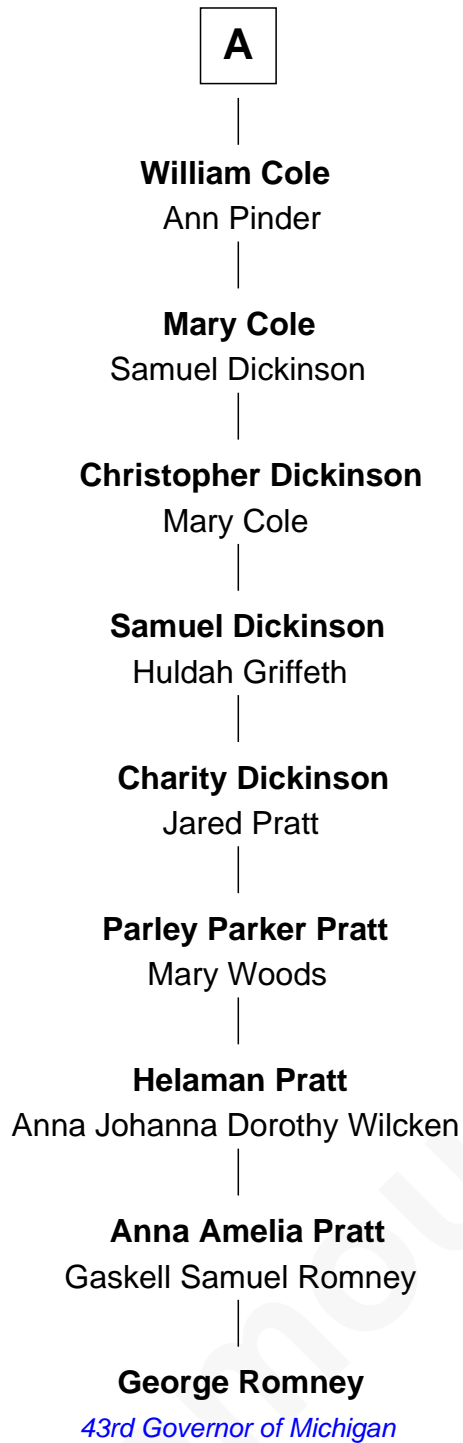 A
William Cole
Ann Pinder
Mary Cole
Samuel Dickinson
Christopher Dickinson
Mary Cole
Samuel Dickinson
Huldah Griffeth
Charity Dickinson
Jared Pratt
Parley Parker Pratt
Mary Woods
Helaman Pratt
Anna Johanna Dorothy Wilcken
Anna Amelia Pratt
Gaskell Samuel Romney
George Romney
43rd Governor of Michigan